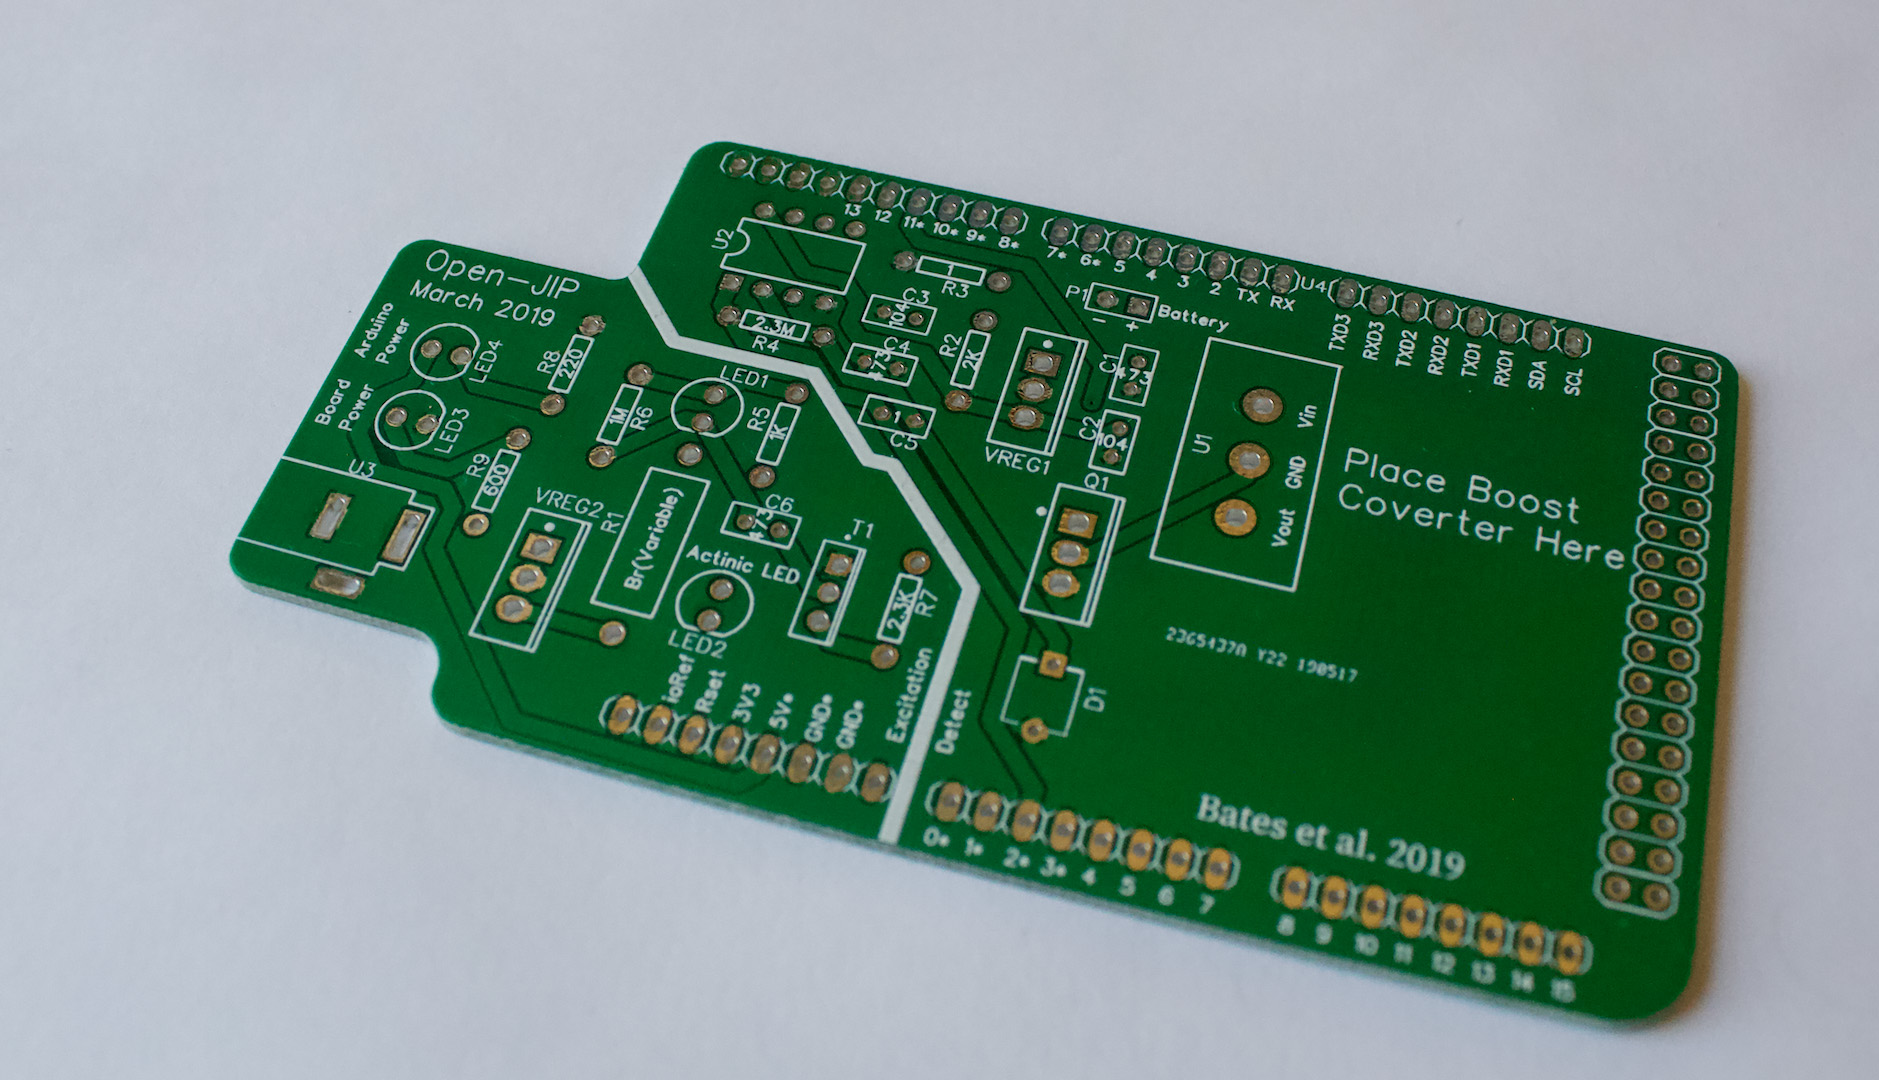 Open-JIP
March 2019
Arduino
Power
LED4
Board
Power
LED3
U3
R8
220
R9
600
VREG2
R1
Br(Variable)
1M
R6
LED1
R5
1K
C6
473
T1
Actinic LED
LED2
2.3K
R7
ioRef
Rset
3V3
5V*
GND*
GND*
Excitation
Detect
13
12
11*
10*
9*
8*
7*
6*
5
4
3
2
TX
RX
U4
TXD3
RXD3
TXD2
RXD2
TXD1
RXD1
SDA
SCL
U2
1
R3
C3
104
2.3M
R4
C4
473
1
C5
R2
2K
P1
- +
Battery
C1
473
C2
104
VREG1
Q1
U1
Vin
GND
Vout
Place Boost
Coverter Here
D1
2365437A Y22 190517
Bates et al. 2019
0*
1*
2*
3*
4
5
6
7
8
9
10
11
12
13
14
15